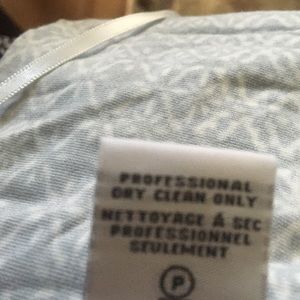 PROFESSIONAL
DRY CLEAN ONLY
NETTOYAGE À SEC
PROFESSIONNEL
SEULEMENT
P